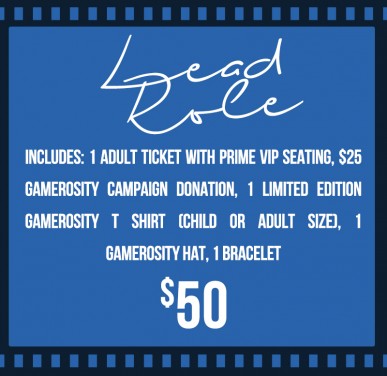 Lead
Role
INCLUDES: 1 ADULT TICKET WITH PRIME VIP SEATING, $25
GAMEROSITY CAMPAIGN DONATION, 1 LIMITED EDITION
GAMEROSITY T SHIRT (CHILD OR ADULT SIZE), 1
GAMEROSITY HAT, 1 BRACELET
$50